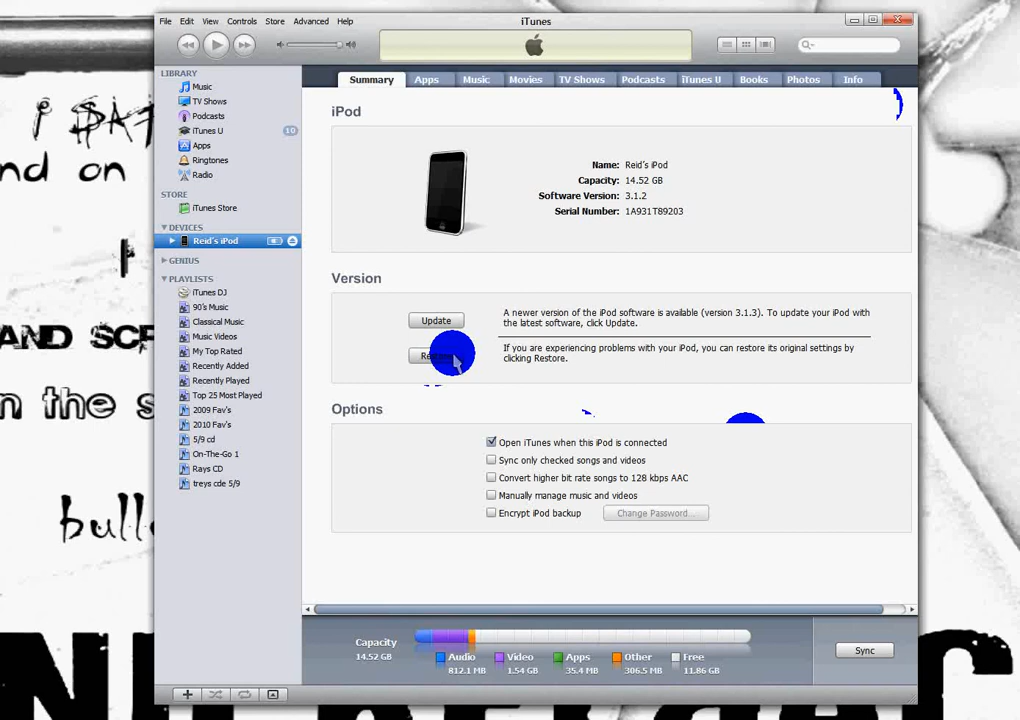 File Edit View Controls Store Advanced Help
iTunes
LIBRARY
Music
TV Shows
Podcasts
iTunes U 10
Apps
Ringtones
Radio
STORE
iTunes Store
DEVICES
Reid's iPod
GENIUS
PLAYLISTS
iTunes DJ
90's Music
Classical Music
Music Videos
My Top Rated
Recently Added
Recently Played
Top 25 Most Played
2009 Fav's
2010 Fav's
5/9 cd
On-The-Go 1
Rays CD
treys cde 5/9
Summary Apps Music Movies TV Shows Podcasts iTunes U Books Photos Info
iPod
Name: Reid's iPod
Capacity: 14.52 GB
Software Version: 3.1.2
Serial Number: 1A931T89203
Version
Update
A newer version of the iPod software is available (version 3.1.3). To update your iPod with
the latest software, click Update.
If you are experiencing problems with your iPod, you can restore its original settings by
clicking Restore.
Options
Open iTunes when this iPod is connected
Sync only checked songs and videos
Convert higher bit rate songs to 128 kbps AAC
Manually manage music and videos
Encrypt iPod backup
Change Password...
Capacity
14.52 GB
Audio
812.1 MB
Video
1.54 GB
Apps
35.4 MB
Other
306.5 MB
Free
11.86 GB
Sync
nd on
AND SCR
n the s